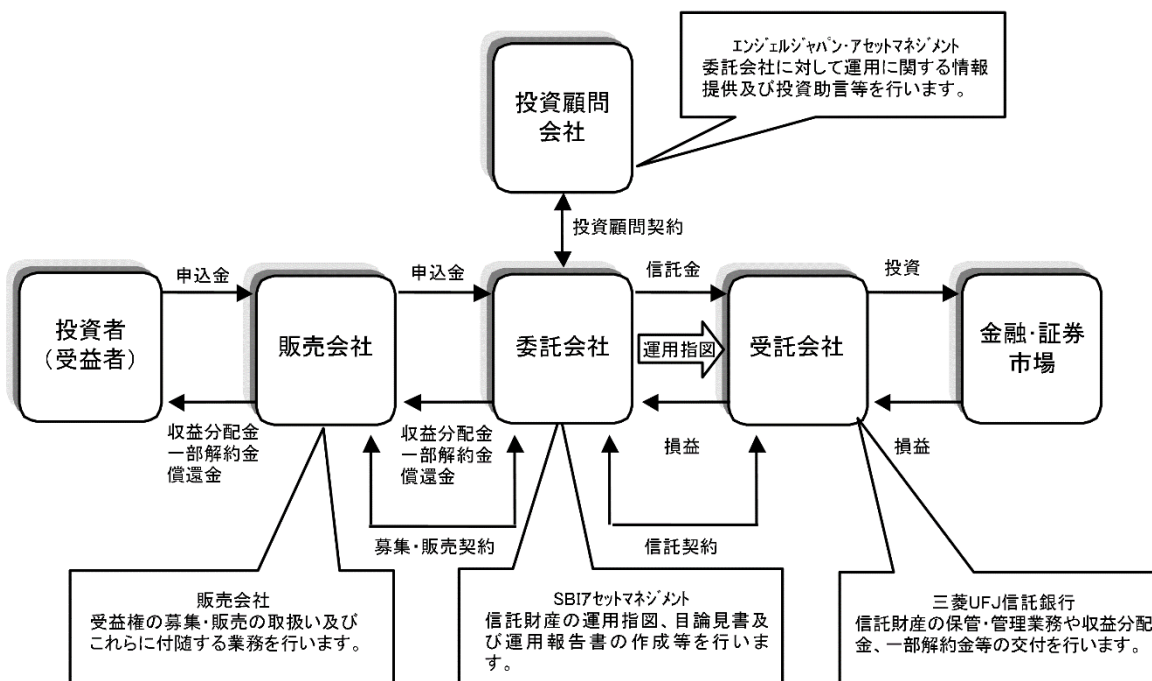 エンジェルジャパン・アセットマネジメント
委託会社に対して運用に関する情報
提供及び投資助言等を行います。
投資顧問
会社
投資顧問契約
申込金
申込金
信託金
投資
投資者
（受益者）
販売会社
委託会社
運用指図
受託会社
金融・証券
市場
収益分配金
一部解約金
償還金
収益分配金
一部解約金
償還金
損益
損益
募集・販売契約
信託契約
販売会社
受益権の募集・販売の取扱い及び
これらに付随する業務を行います。
SBIアセットマネジメント
信託財産の運用指図、目論見書及
び運用報告書の作成等を行いま
す。
三菱UFJ信託銀行
信託財産の保管・管理業務や収益分配
金、一部解約金等の交付を行います。